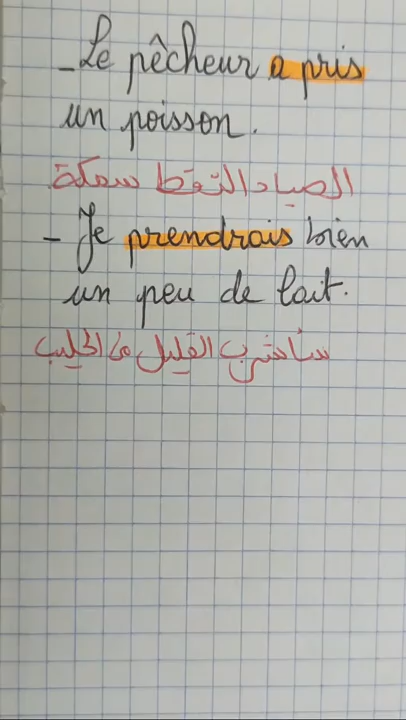 - Le pêcheur a pris
un poisson.
الصياد التقط سمكة.
- Je prendrais bien
un peu de lait.
سأشرب القليل من الحليب